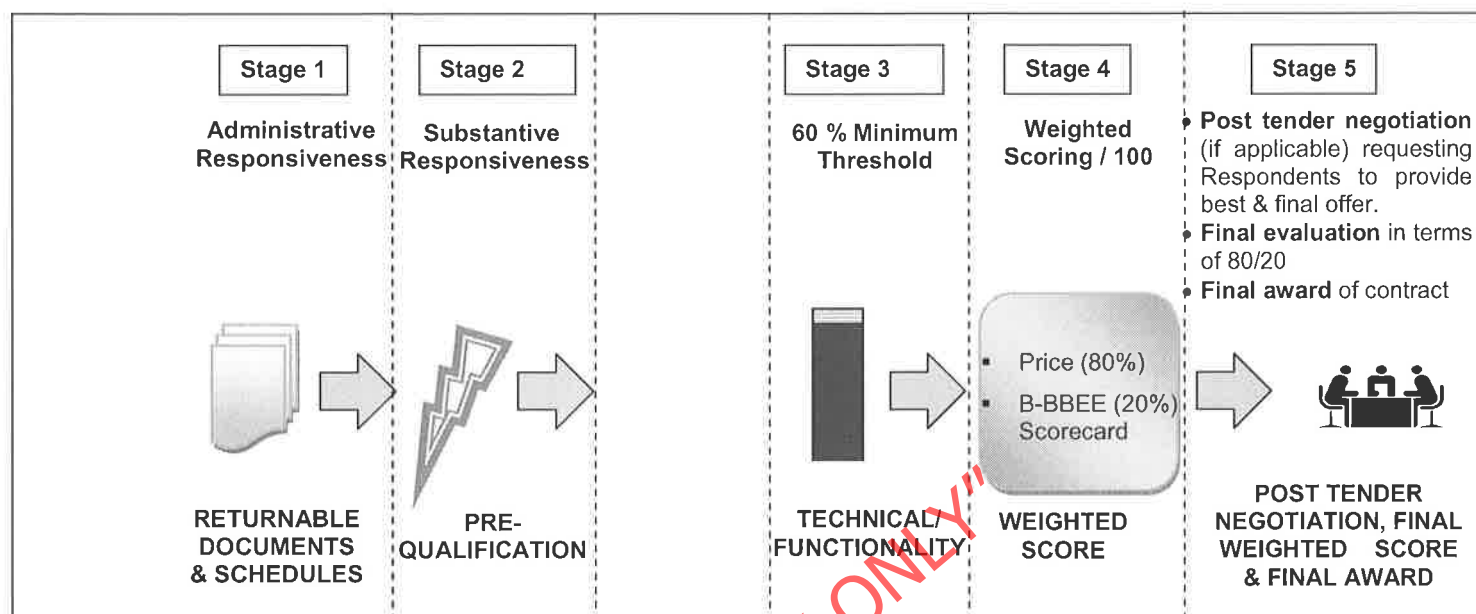 Stage 1
Administrative
Responsiveness
RETURNABLE
DOCUMENTS
& SCHEDULES
Stage 2
Substantive
Responsiveness
PRE-
QUALIFICATION
Stage 3
60 % Minimum
Threshold
TECHNICAL/
FUNCTIONALITY
Stage 4
Weighted
Scoring / 100
▪ Price (80%)
▪ B-BBEE (20%)
Scorecard
WEIGHTED
SCORE
Stage 5
• Post tender negotiation
(if applicable) requesting
Respondents to provide
best & final offer.
• Final evaluation in terms
of 80/20
• Final award of contract
POST TENDER
NEGOTIATION, FINAL
WEIGHTED SCORE
& FINAL AWARD
ONLY"